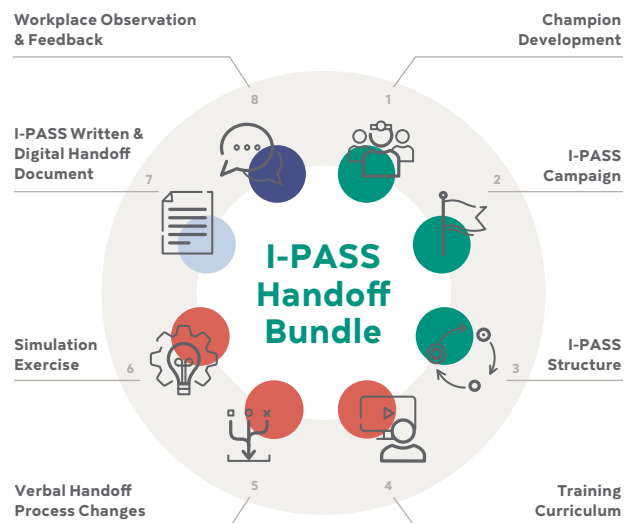 Workplace Observation
& Feedback
Champion
Development
8
1
I-PASS Written &
Digital Handoff
Document
7
2
I-PASS
Campaign
I-PASS
Handoff
Bundle
Simulation
Exercise
6
3
I-PASS
Structure
Verbal Handoff
Process Changes
5
4
Training
Curriculum